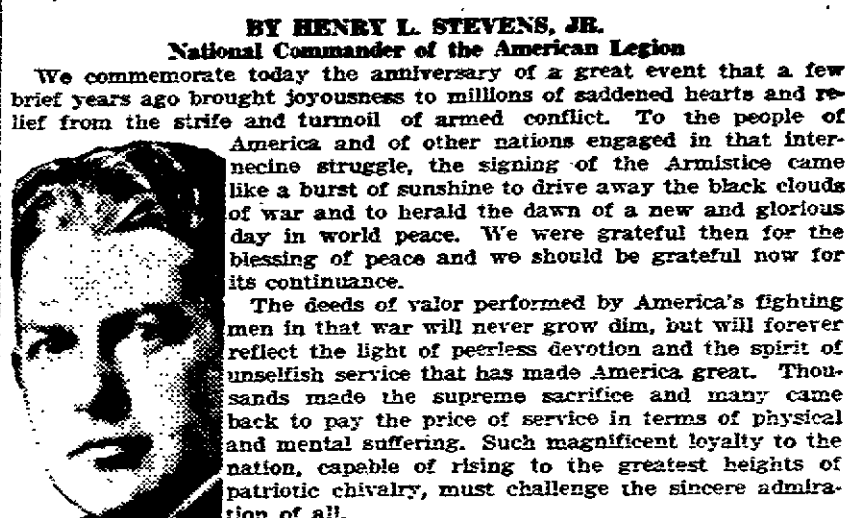 BY HENRY L. STEVENS, JR.
National Commander of the American Legion
We commemorate today the anniversary of a great event that a few
brief years ago brought joyousness to millions of saddened hearts and re-
lief from the strife and turmoil of armed conflict. To the people of
America and of other nations engaged in that inter-
necine struggle, the signing of the Armistice came
like a burst of sunshine to drive away the black clouds
of war and to herald the dawn of a new and glorious
day in world peace. We were grateful then for the
blessing of peace and we should be grateful now for
its continuance.
The deeds of valor performed by America's fighting
men in that war will never grow dim, but will forever
reflect the light of peerless devotion and the spirit of
unselfish service that has made America great. Thou-
sands made the supreme sacrifice and many came
back to pay the price of service in terms of physical
and mental suffering. Such magnificent loyalty to the
nation, capable of rising to the greatest heights of
patriotic chivalry, must challenge the sincere admira-
tion of all.